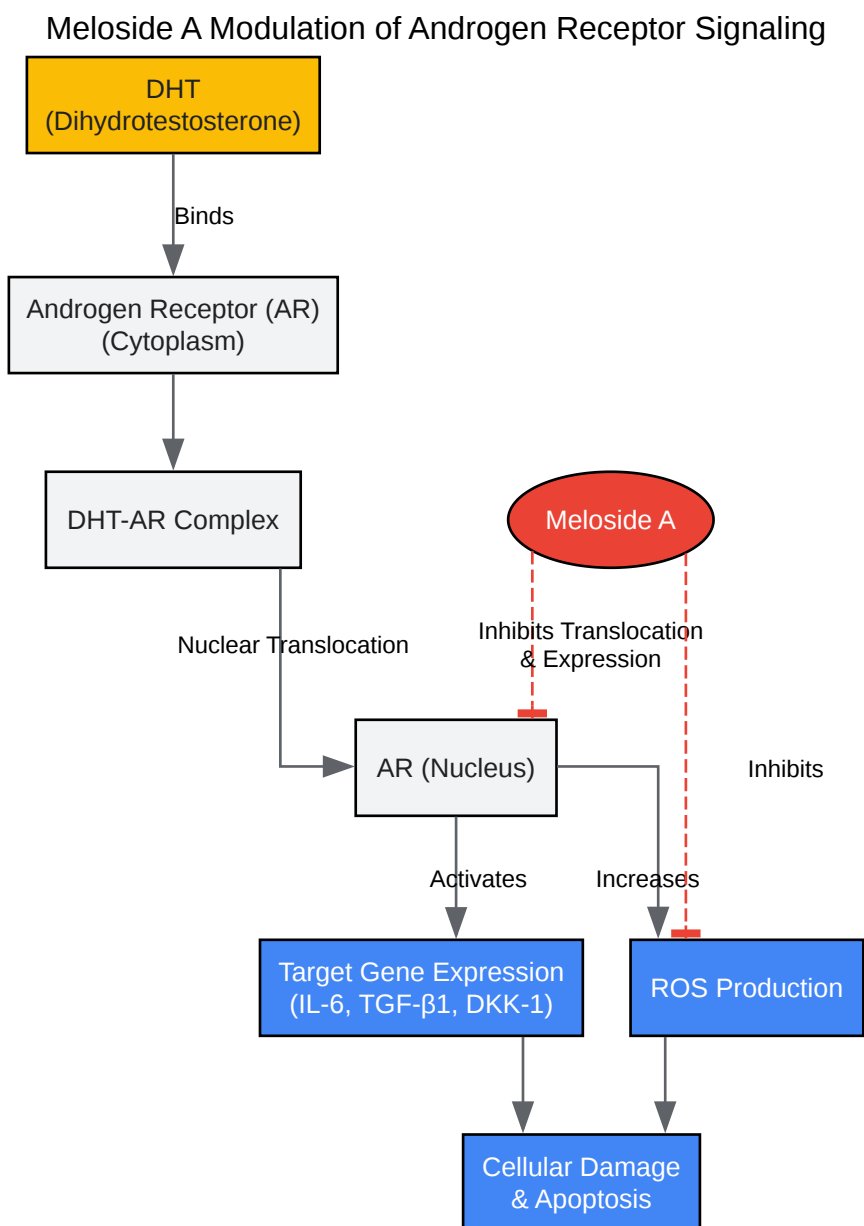 Meloside A Modulation of Androgen Receptor Signaling
DHT
(Dihydrotestosterone)
Binds
Androgen Receptor (AR)
(Cytoplasm)
DHT-AR Complex
Meloside A
Nuclear Translocation
Inhibits Translocation
& Expression
AR (Nucleus)
Inhibits
Activates
Increases
Target Gene Expression
(IL-6, TGF-β1, DKK-1)
ROS Production
Cellular Damage
& Apoptosis